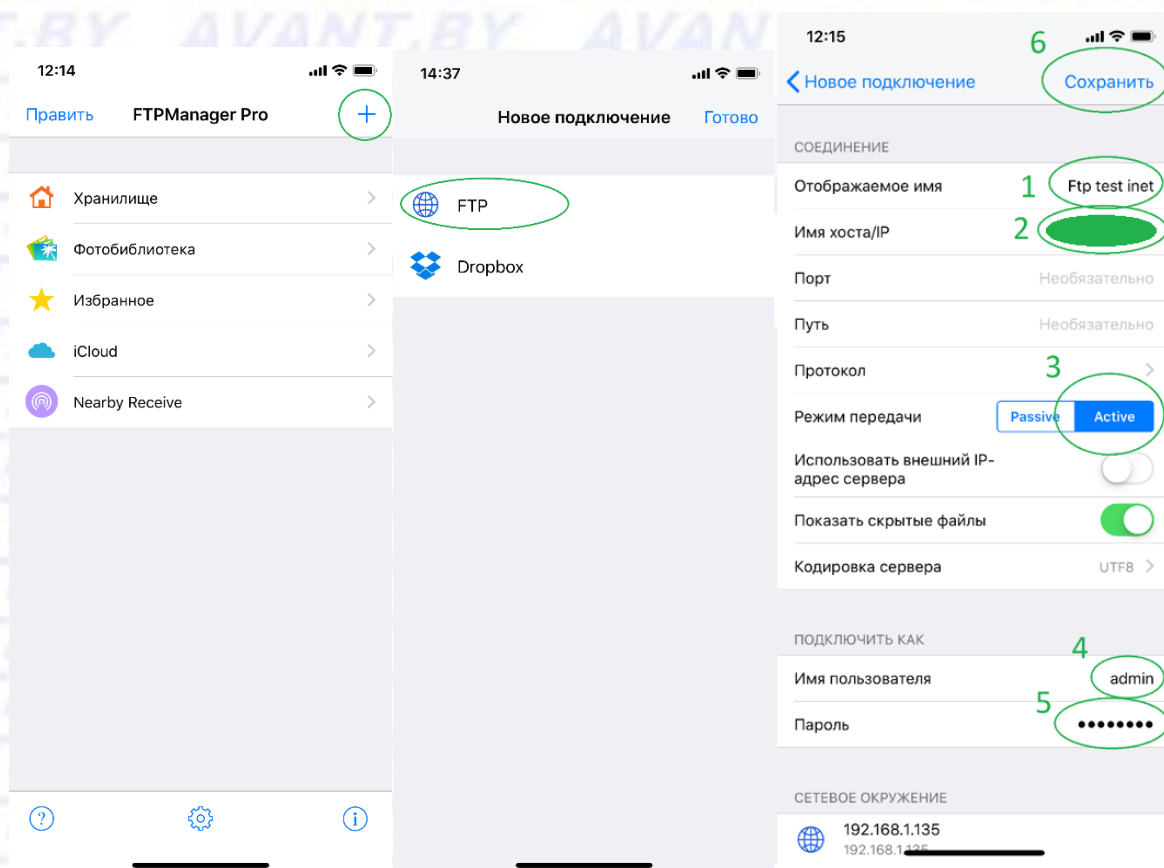 AVANT.BY
12:14
Править
FTPManager Pro
Хранилище
Фотобиблиотека
Избранное
iCloud
Nearby Receive
14:37
Новое подключение
Готово
FTP
Dropbox
12:15
6
Новое подключение
Сохранить
СОЕДИНЕНИЕ
Отображаемое имя
1
Ftp test inet
Имя хоста/IP
2
Порт
Необязательно
Путь
Необязательно
Протокол
3
Режим передачи
Passive
Active
Использовать внешний IP-
адрес сервера
Показать скрытые файлы
Кодировка сервера
UTF8
ПОДКЛЮЧИТЬ КАК
4
Имя пользователя
admin
5
Пароль
••••••••
СЕТЕВОЕ ОКРУЖЕНИЕ
192.168.1.135
192.168.1.135